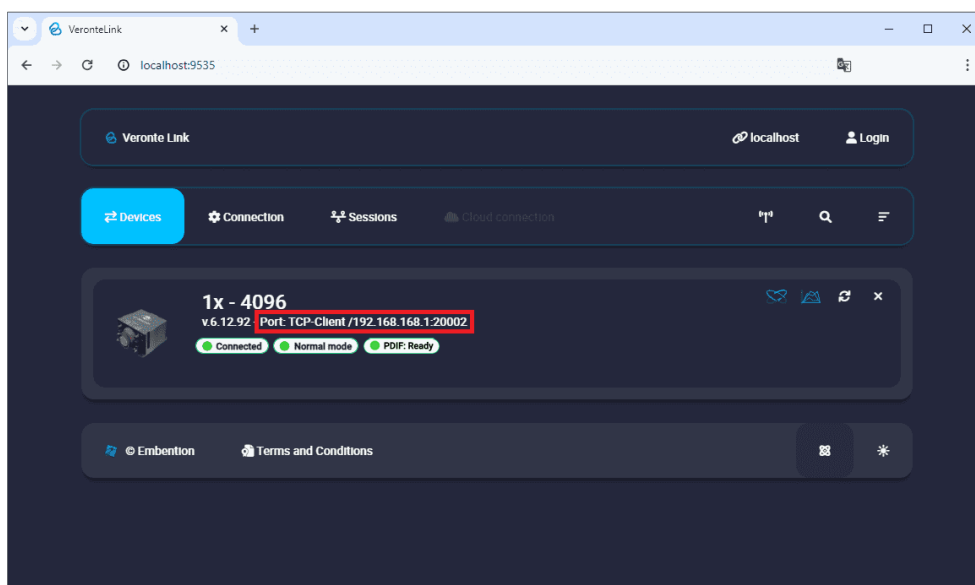 VeronteLink
localhost:9535
Veronte Link
localhost
Login
Devices
Connection
Sessions
Cloud connection
1x - 4096
v.6.12.92 - Port: TCP-Client /192.168.168.1:20002
Connected
Normal mode
PDIF: Ready
© Embention
Terms and Conditions